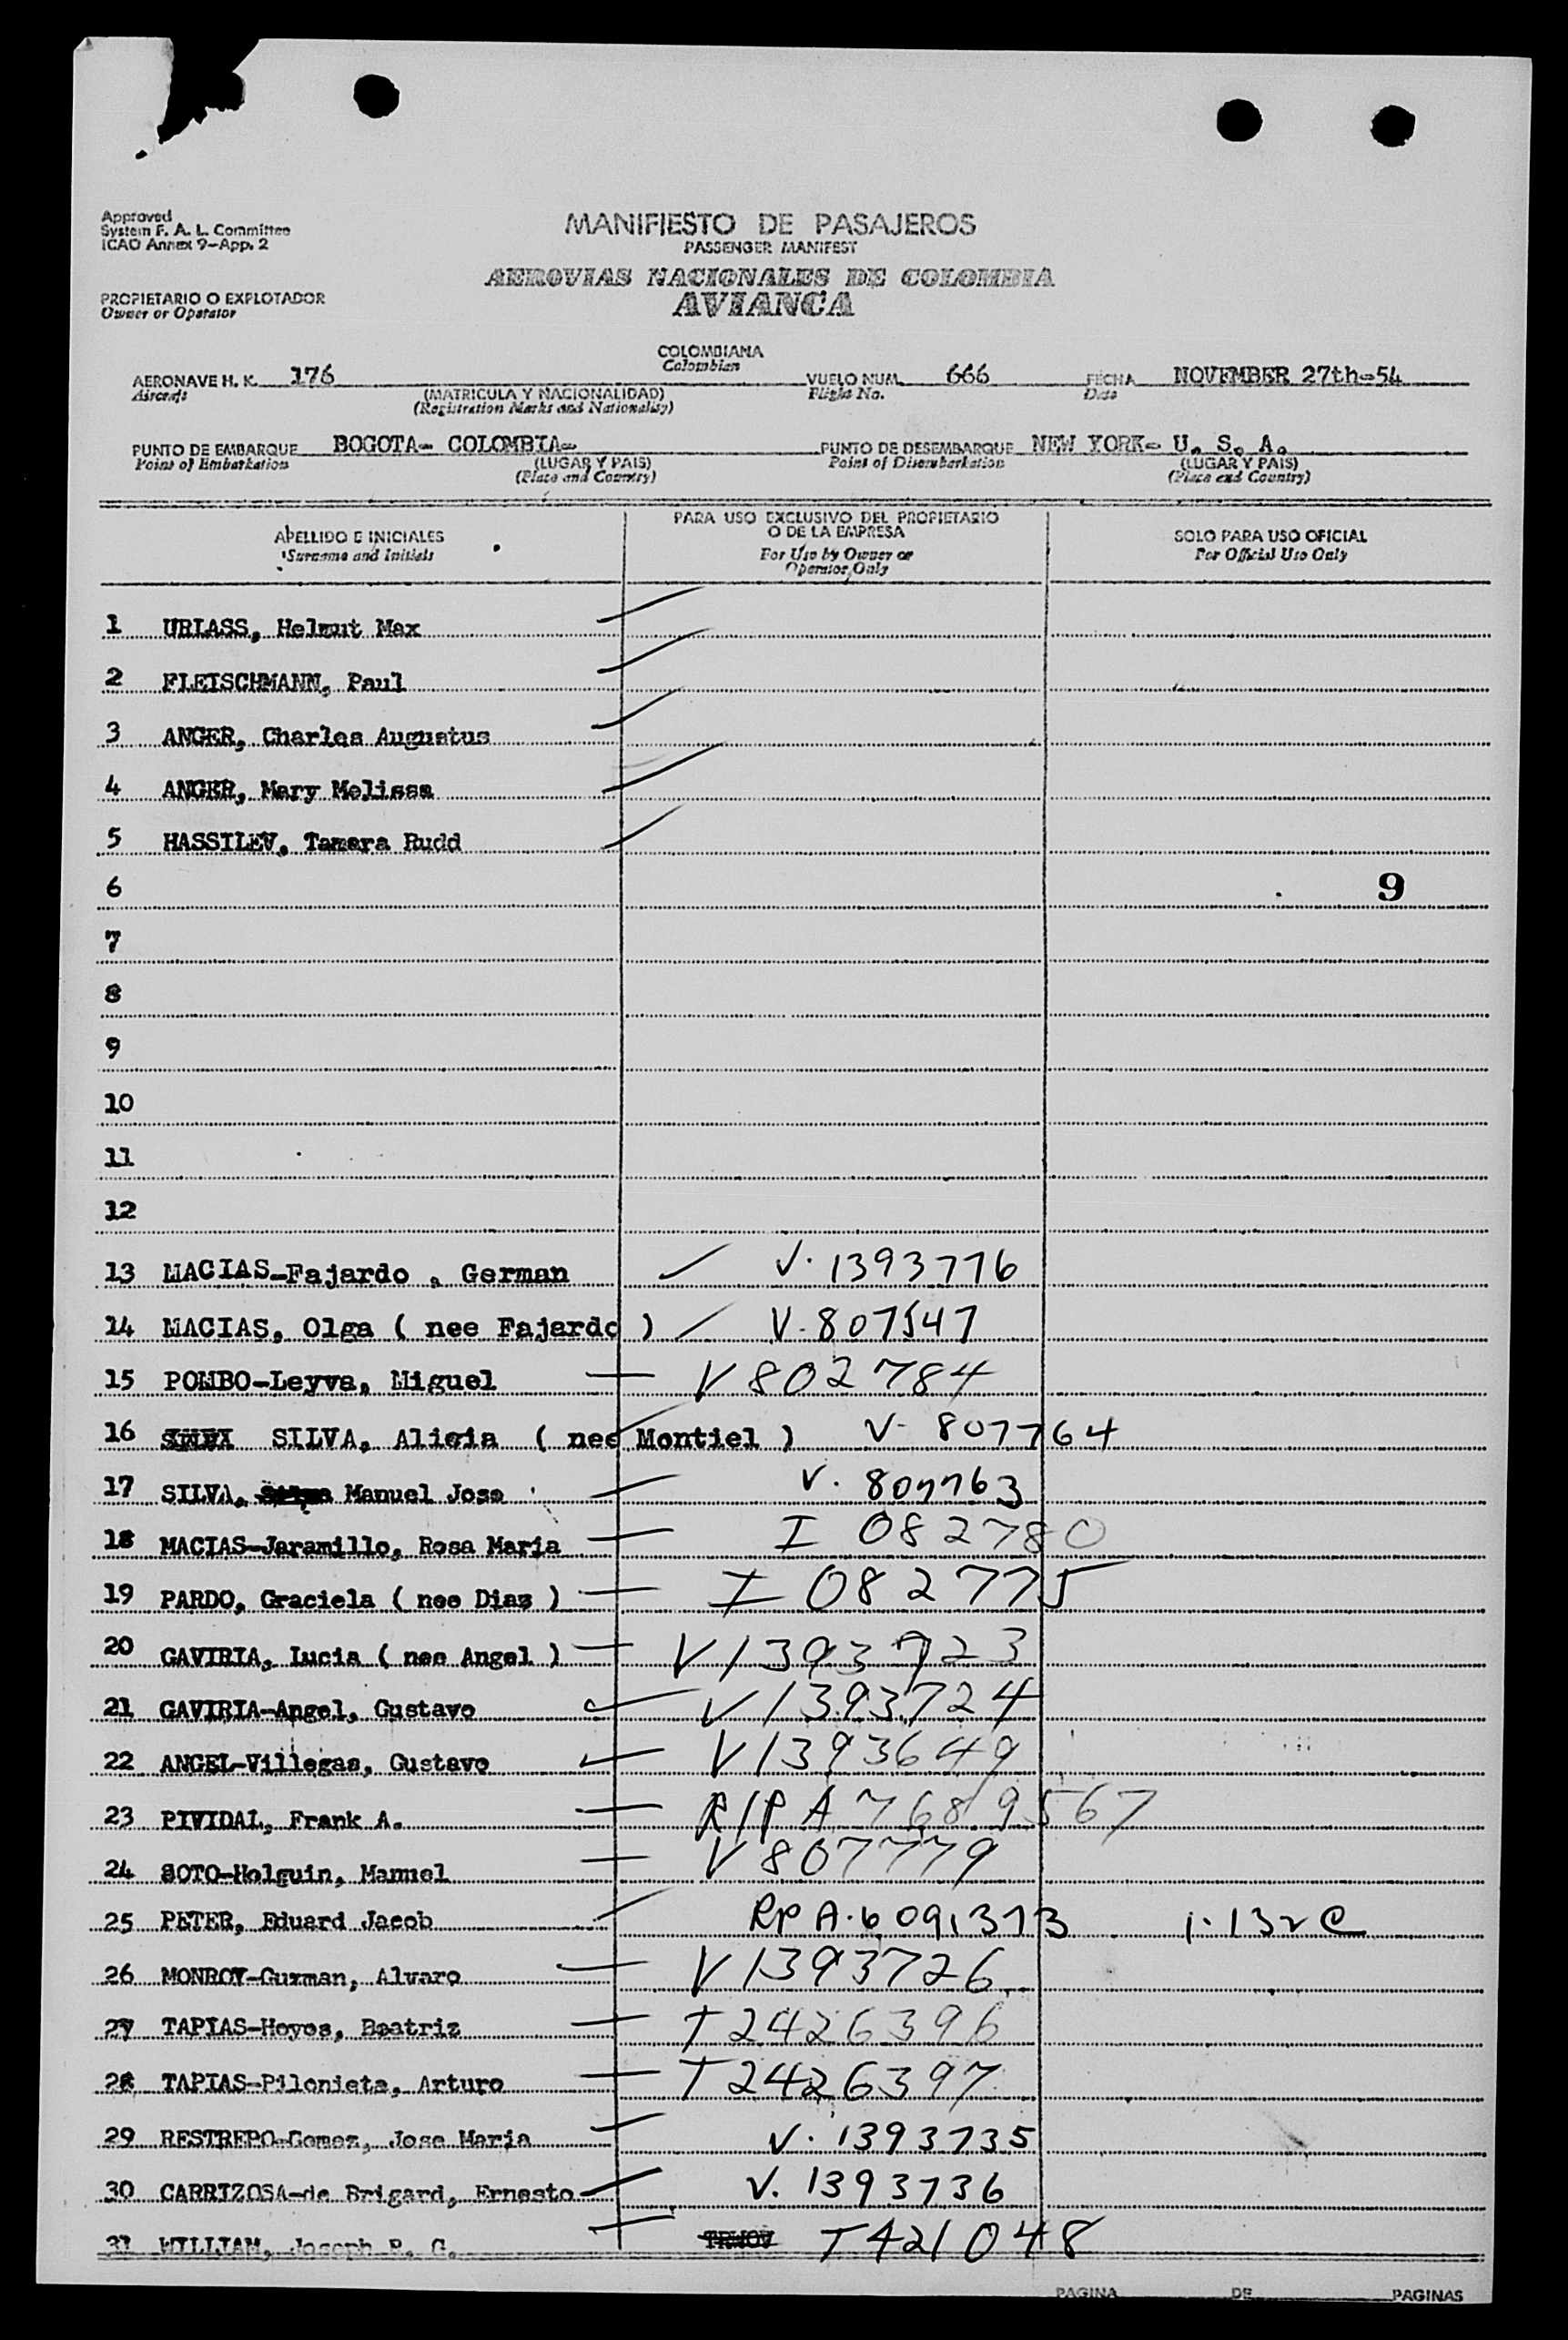 Approved
System F. A. L. Committee
ICAO Annex 9-App. 2
MANIFIESTO DE PASAJEROS
PASSENGER MANIFEST
AEROVIAS NACIONALES DE COLOMBIA
AVIANCA
PROPIETARIO O EXPLOTADOR
Owner or Operator
COLOMBIANA
Colombian
AERONAVE H. K. 176 VUELO NUM. 666 FECHA NOVEMBER 27th-54
Aircraft (MATRICULA Y NACIONALIDAD) Flight No. Date
(Registration Marks and Nationality)
PUNTO DE EMBARQUE BOGOTA- COLOMBIA- PUNTO DE DESEMBARQUE NEW YORK- U. S. A.
Point of Embarkation (LUGAR Y PAIS) Point of Disembarkation (LUGAR Y PAIS)
(Place and Country) (Place and Country)
APELLIDO E INICIALES
Surname and Initials
PARA USO EXCLUSIVO DEL PROPIETARIO
O DE LA EMPRESA
For Use by Owner or
Operator Only
SOLO PARA USO OFICIAL
For Official Use Only
1 URIASS, Helmut Max
2 FLEISCHMANN, Paul
3 ANGER, Charles Augustus
4 ANGER, Mary Melissa
5 HASSILEV, Tamara Rudd
6 9
7
8
9
10
11
12
13 MACIAS-Fajardo , German V. 1393776
14 MACIAS, Olga ( nee Fajardo ) V. 807547
15 POMBO-Leyva, Miguel V 802784
16 SILVA, Alicia ( nee Montiel ) V- 807764
17 SILVA, Manuel Jose V. 807763
18 MACIAS-Jaramillo, Rosa Maria I 082780
19 PARDO, Graciela ( nee Diaz ) I 082775
20 GAVIRIA, Lucia ( nee Angel ) V 1393723
21 GAVIRIA-Angel, Gustavo V 1393724
22 ANGEL-Villegas, Gustavo V 1393649
23 PIVIDAL, Frank A. R/P A 7689567
24 SOTO-Holguin, Manuel V 807779
25 PETER, Eduard Jacob RP A.6091373
26 MONROY-Guzman, Alvaro V 1393726
27 TAPIAS-Hoyos, Beatriz T 2426396
28 TAPIAS-Pilonieta, Arturo T 2426397
29 RESTREPO-Gomez, Jose Maria V. 1393735
30 CARRIZOSA-de Brigard, Ernesto V. 1393736
31 WILLIAM, Joseph P. G. T 421048
PAGINA DE PAGINAS